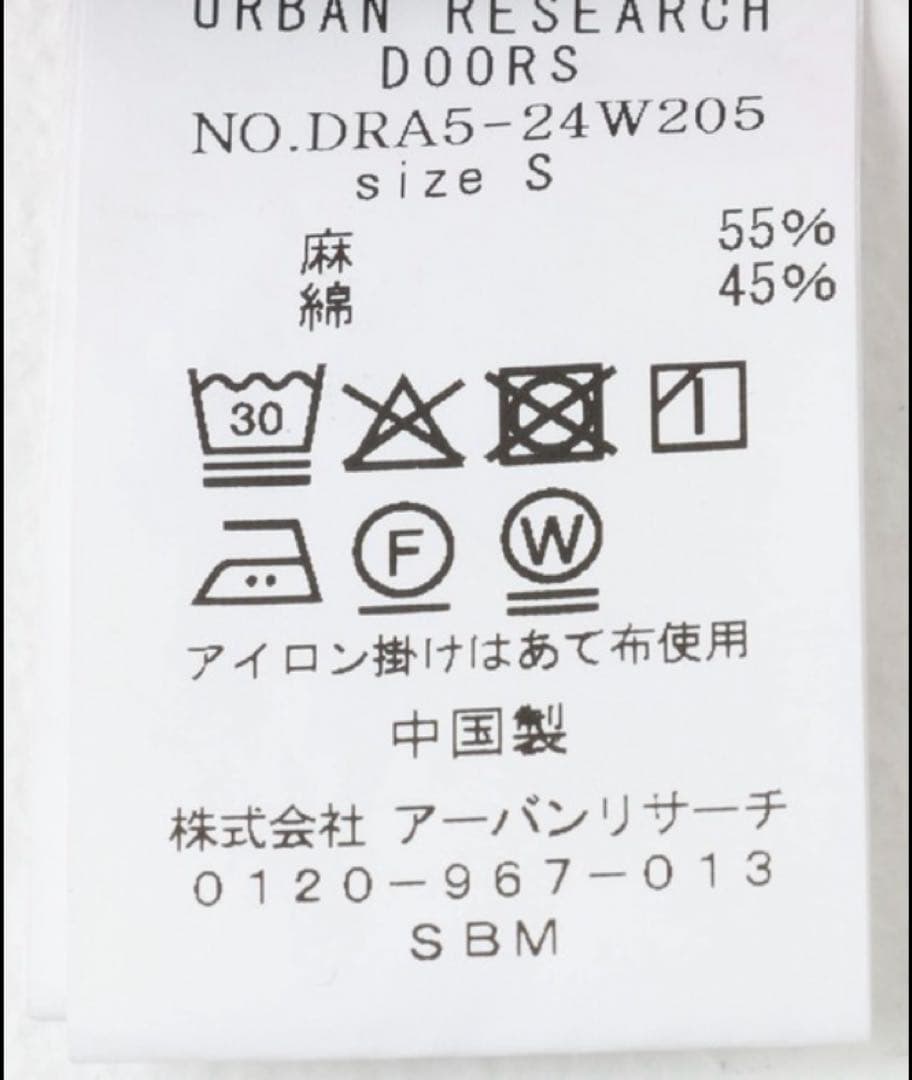 URBAN RESEARCH
DOORS
NO.DRA5-24W205
size S
麻 55%
綿 45%
30
F W
アイロン掛けはあて布使用
中国製
株式会社 アーバンリサーチ
0120-967-013
SBM